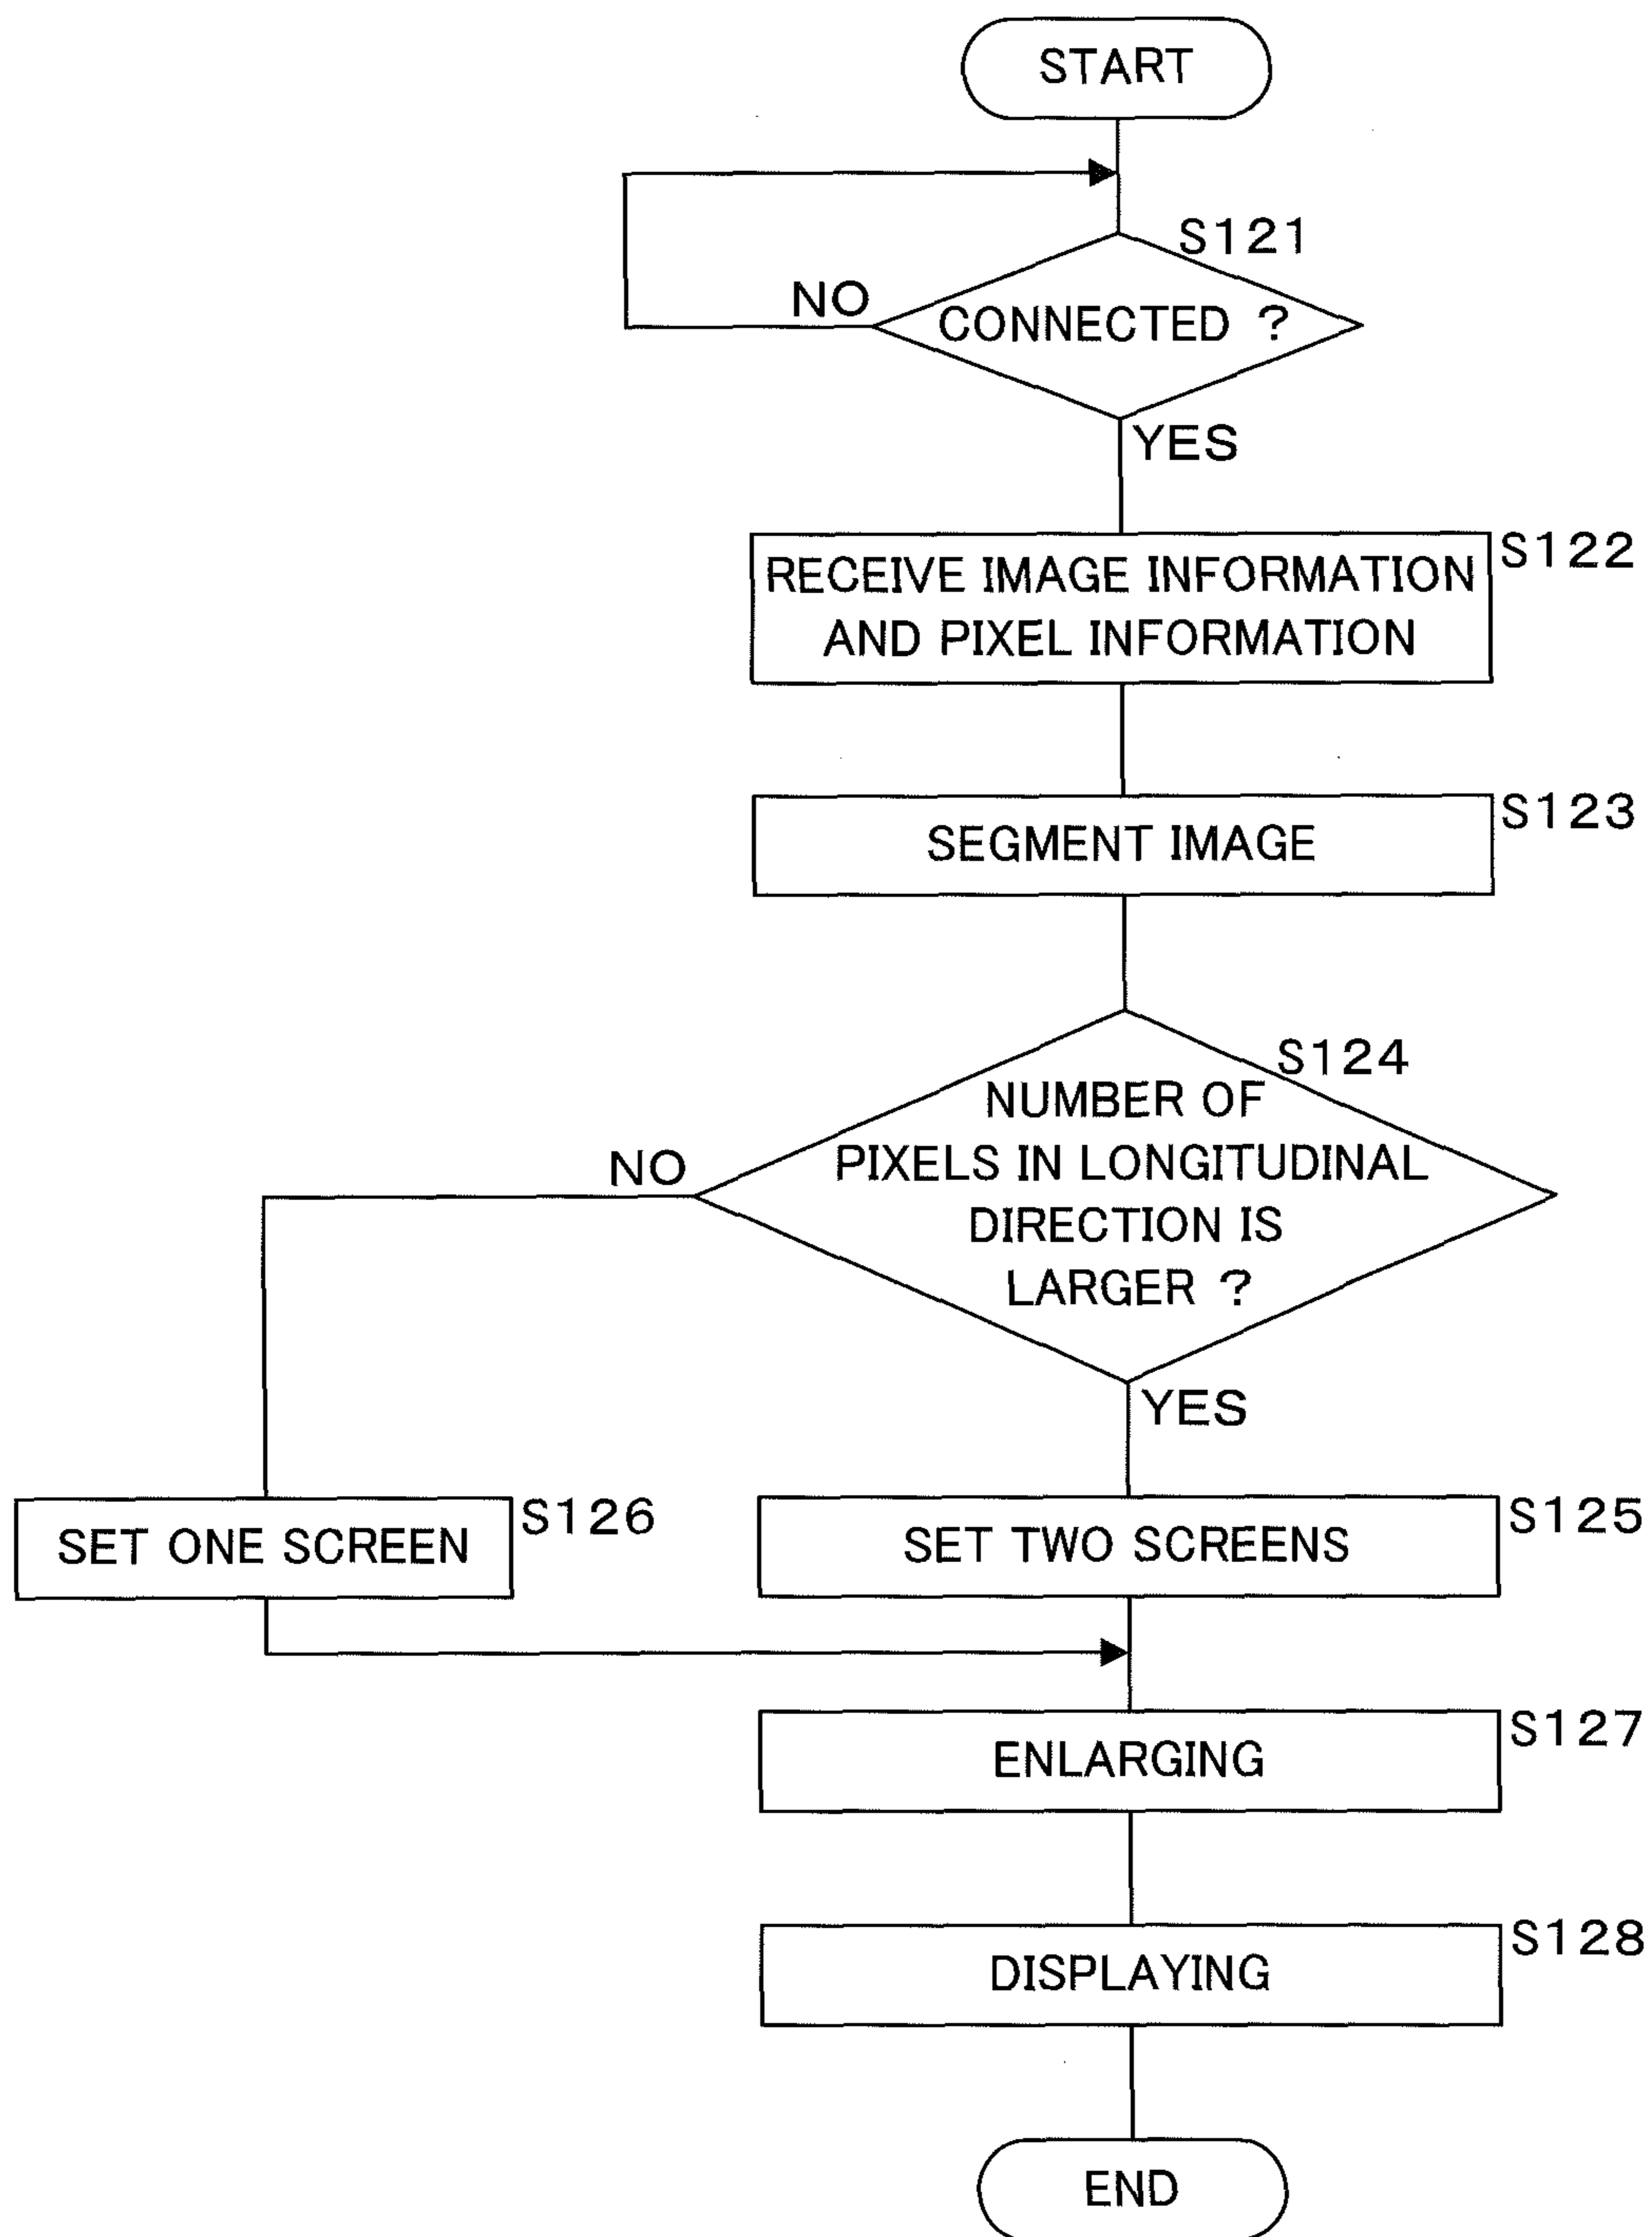 START
S121
NO
CONNECTED ?
YES
S122
RECEIVE IMAGE INFORMATION
AND PIXEL INFORMATION
S123
SEGMENT IMAGE
S124
NUMBER OF
NO
PIXELS IN LONGITUDINAL
DIRECTION IS
LARGER ?
YES
S126
SET ONE SCREEN
S125
SET TWO SCREENS
S127
ENLARGING
S128
DISPLAYING
END